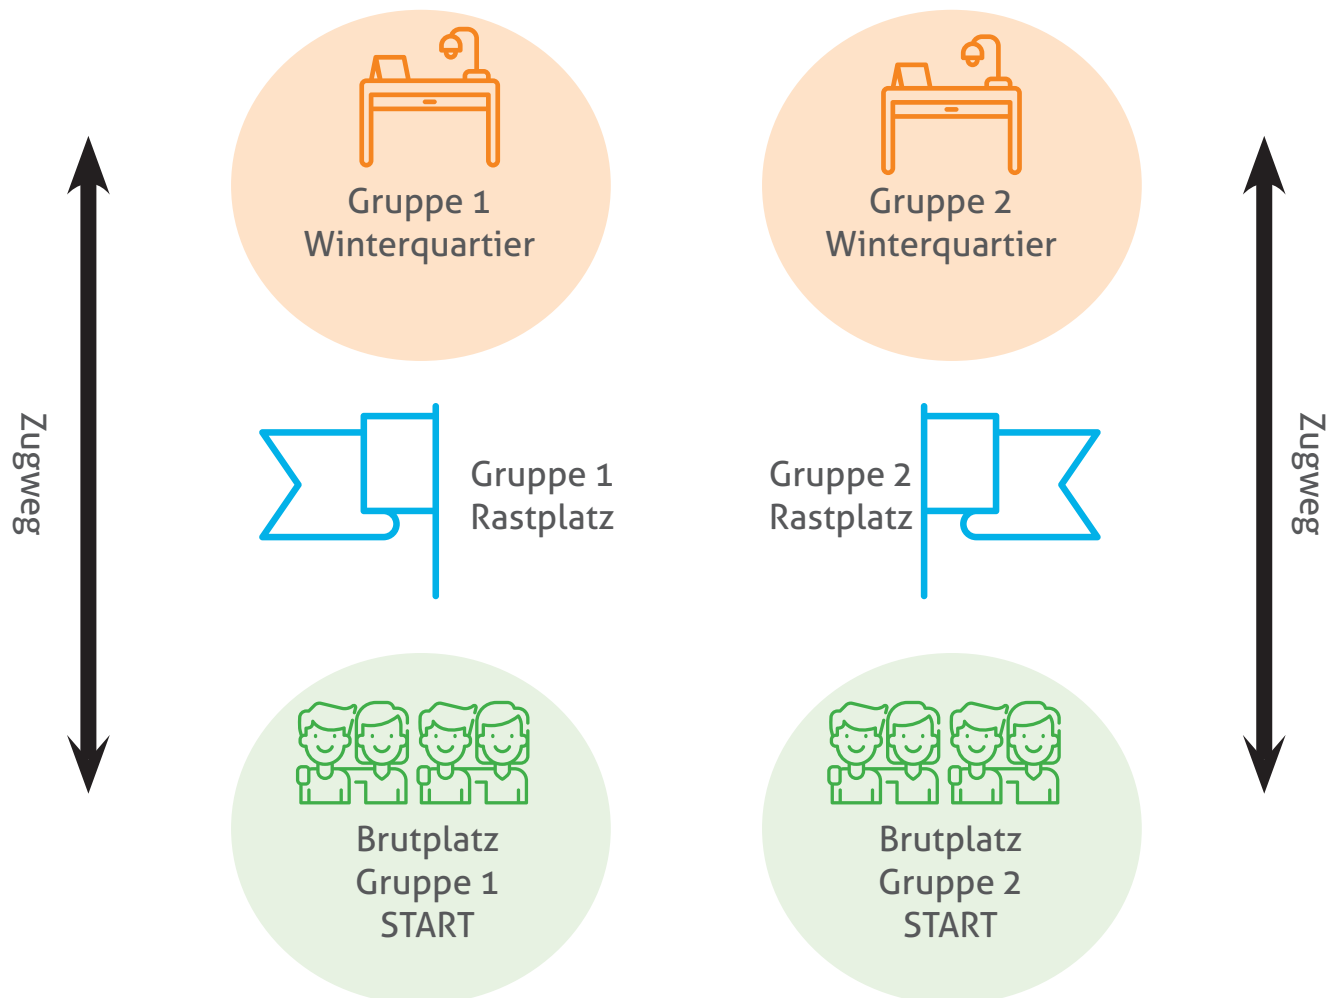 Gruppe 1
Winterquartier
Gruppe 2
Winterquartier
Zugweg
Gruppe 1
Rastplatz
Gruppe 2
Rastplatz
Zugweg
Brutplatz
Gruppe 1
START
Brutplatz
Gruppe 2
START